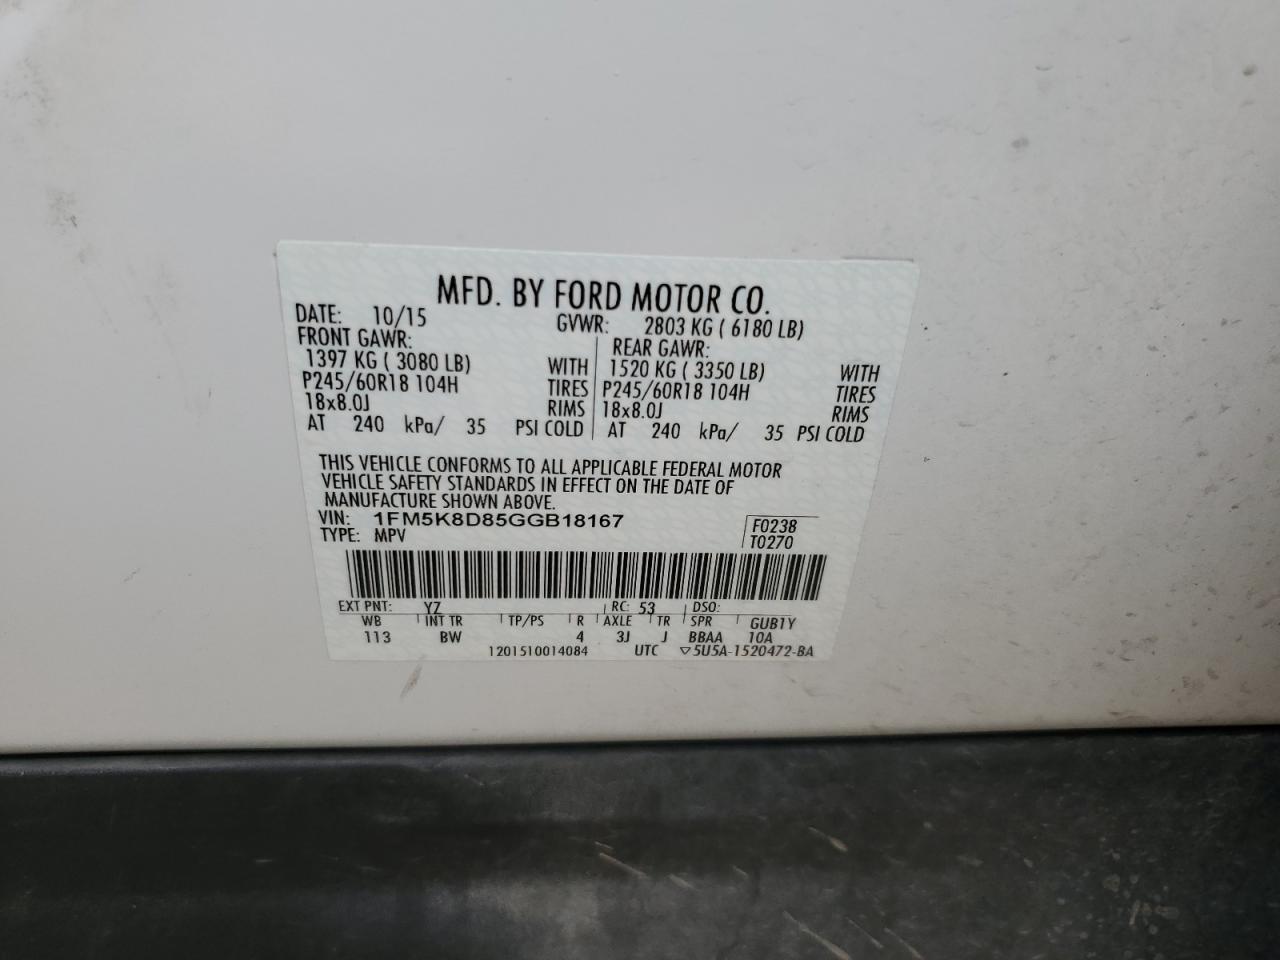 MFD. BY FORD MOTOR CO.
DATE: 10/15 GVWR: 2803 KG ( 6180 LB)
FRONT GAWR: REAR GAWR:
1397 KG ( 3080 LB) WITH 1520 KG ( 3350 LB) WITH
P245/60R18 104H TIRES P245/60R18 104H TIRES
18x8.0J RIMS 18x8.0J RIMS
AT 240 kPa/ 35 PSI COLD AT 240 kPa/ 35 PSI COLD
THIS VEHICLE CONFORMS TO ALL APPLICABLE FEDERAL MOTOR
VEHICLE SAFETY STANDARDS IN EFFECT ON THE DATE OF
MANUFACTURE SHOWN ABOVE.
VIN: 1FM5K8D85GGB18167 F0238
TYPE: MPV T0270
EXT PNT: YZ RC: 53 DSO:
WB INT TR TP/PS R AXLE TR SPR GUB1Y
113 BW 4 3J J BBAA 10A
1201510014084 UTC ▽5U5A-1520472-BA